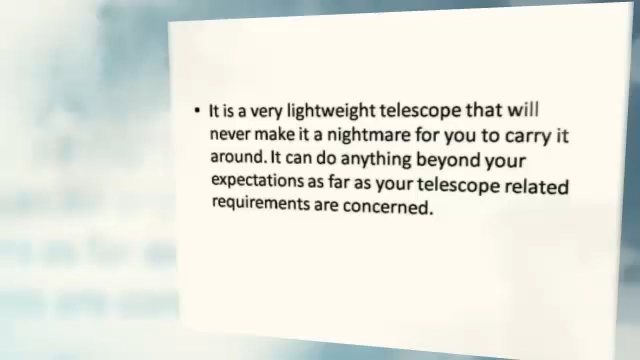 • It is a very lightweight telescope that will
never make it a nightmare for you to carry it
around. It can do anything beyond your
expectations as far as your telescope related
requirements are concerned.